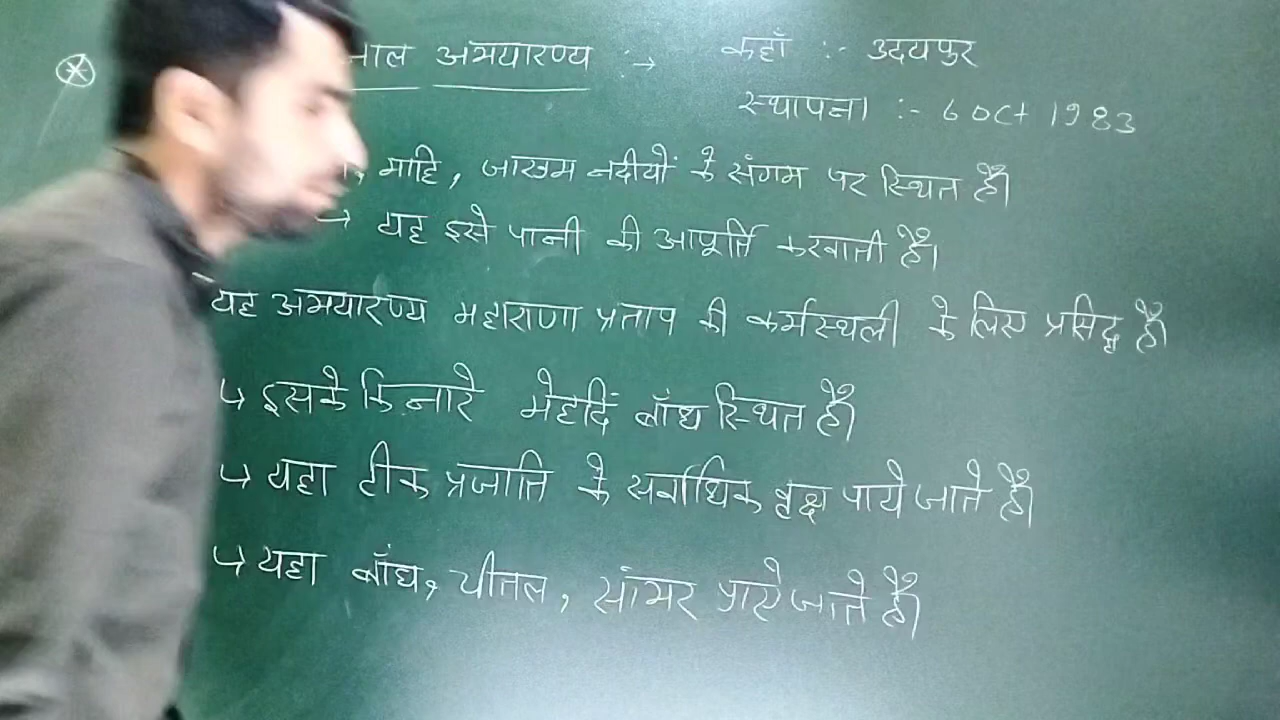 अभयारण्य :→ कहाँ :- उदयपुर
स्थापना :- 6 Oct 1983
माहि, जाखम नदीयों के संगम पर स्थित है।
→ यह इसे पानी की आपूर्ति करवाती है।
यह अभयारण्य महाराणा प्रताप की कर्मस्थली के लिए प्रसिद्ध है।
↳ इसके किनारे मेहदिं बाँध स्थित है।
↳ यहा टीक प्रजाति के सर्वाधिक वृक्ष पाये जाते है।
↳ यहा बाँघ, चीतल, सांभर पाये जाते है।